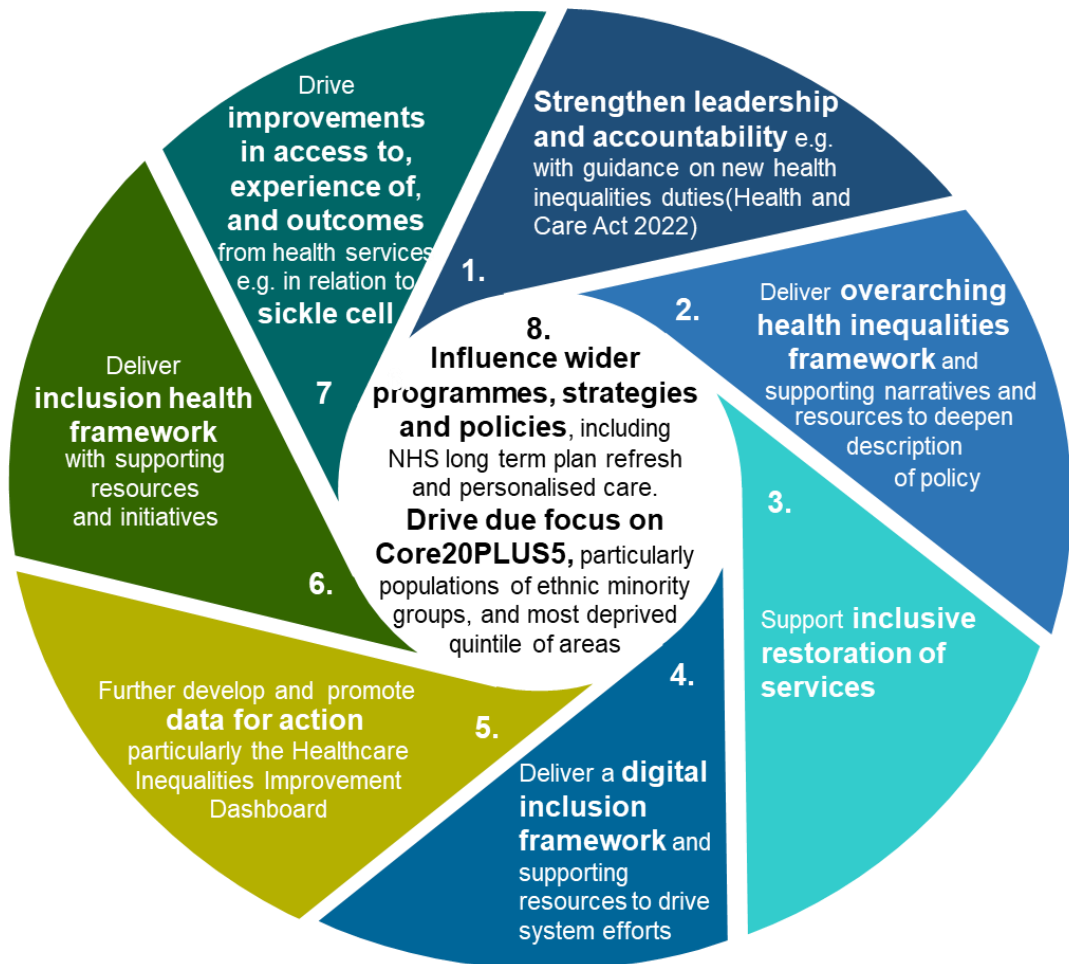 1.
Strengthen leadership
and accountability e.g.
with guidance on new health
inequalities duties(Health and
Care Act 2022)
2.
Deliver overarching
health inequalities
framework and
supporting narratives and
resources to deepen
description
of policy
3.
Support inclusive
restoration of
services
4.
Deliver a digital
inclusion
framework and
supporting
resources to drive
system efforts
5.
Further develop and promote
data for action
particularly the Healthcare
Inequalities Improvement
Dashboard
6.
Deliver
inclusion health
framework
with supporting
resources
and initiatives
7
Drive
improvements
in access to,
experience of,
and outcomes
from health services
e.g. in relation to
sickle cell
8.
Influence wider
programmes, strategies
and policies, including
NHS long term plan refresh
and personalised care.
Drive due focus on
Core20PLUS5, particularly
populations of ethnic minority
groups, and most deprived
quintile of areas